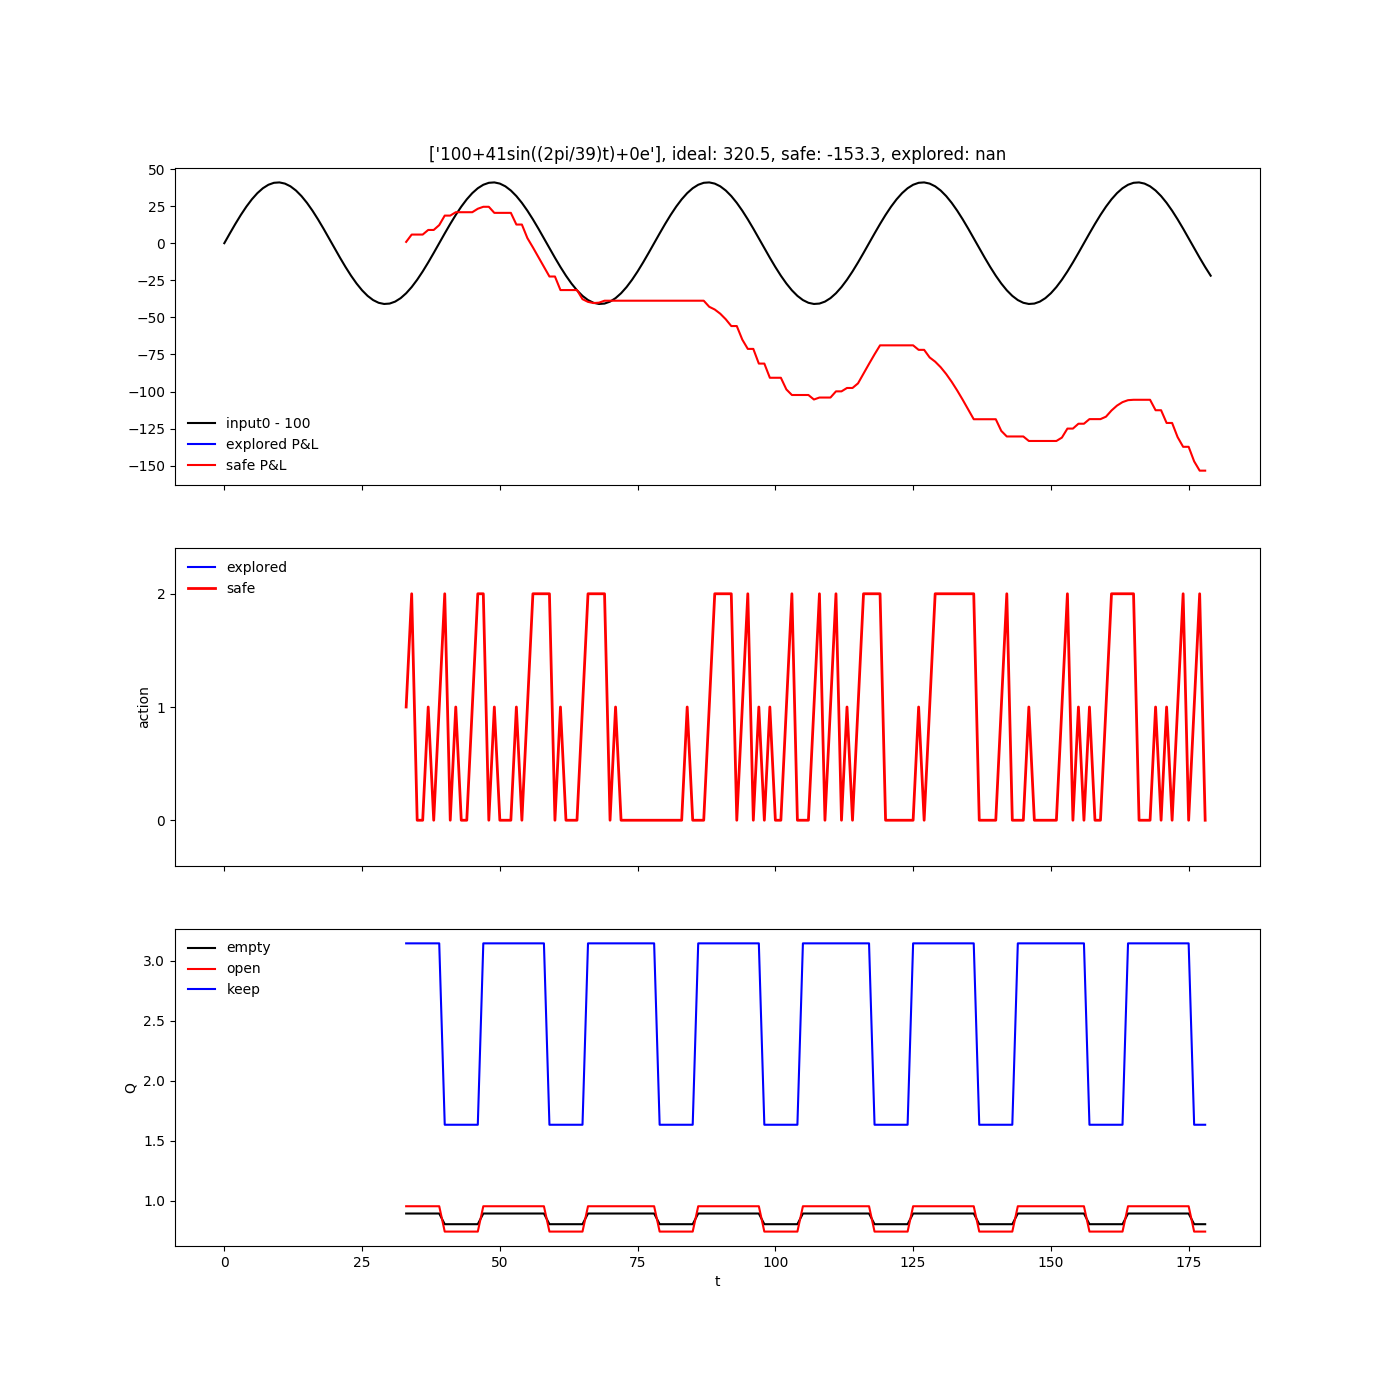 ['100+41sin((2pi/39)t)+0e'], ideal: 320.5, safe: -153.3, explored: nan
50
25
0
−25
−50
−75
−100
−125
−150
input0 - 100
explored P&L
safe P&L
explored
safe
2
1
0
action
empty
open
keep
3.0
2.5
2.0
1.5
1.0
Q
0 25 50 75 100 125 150 175
t